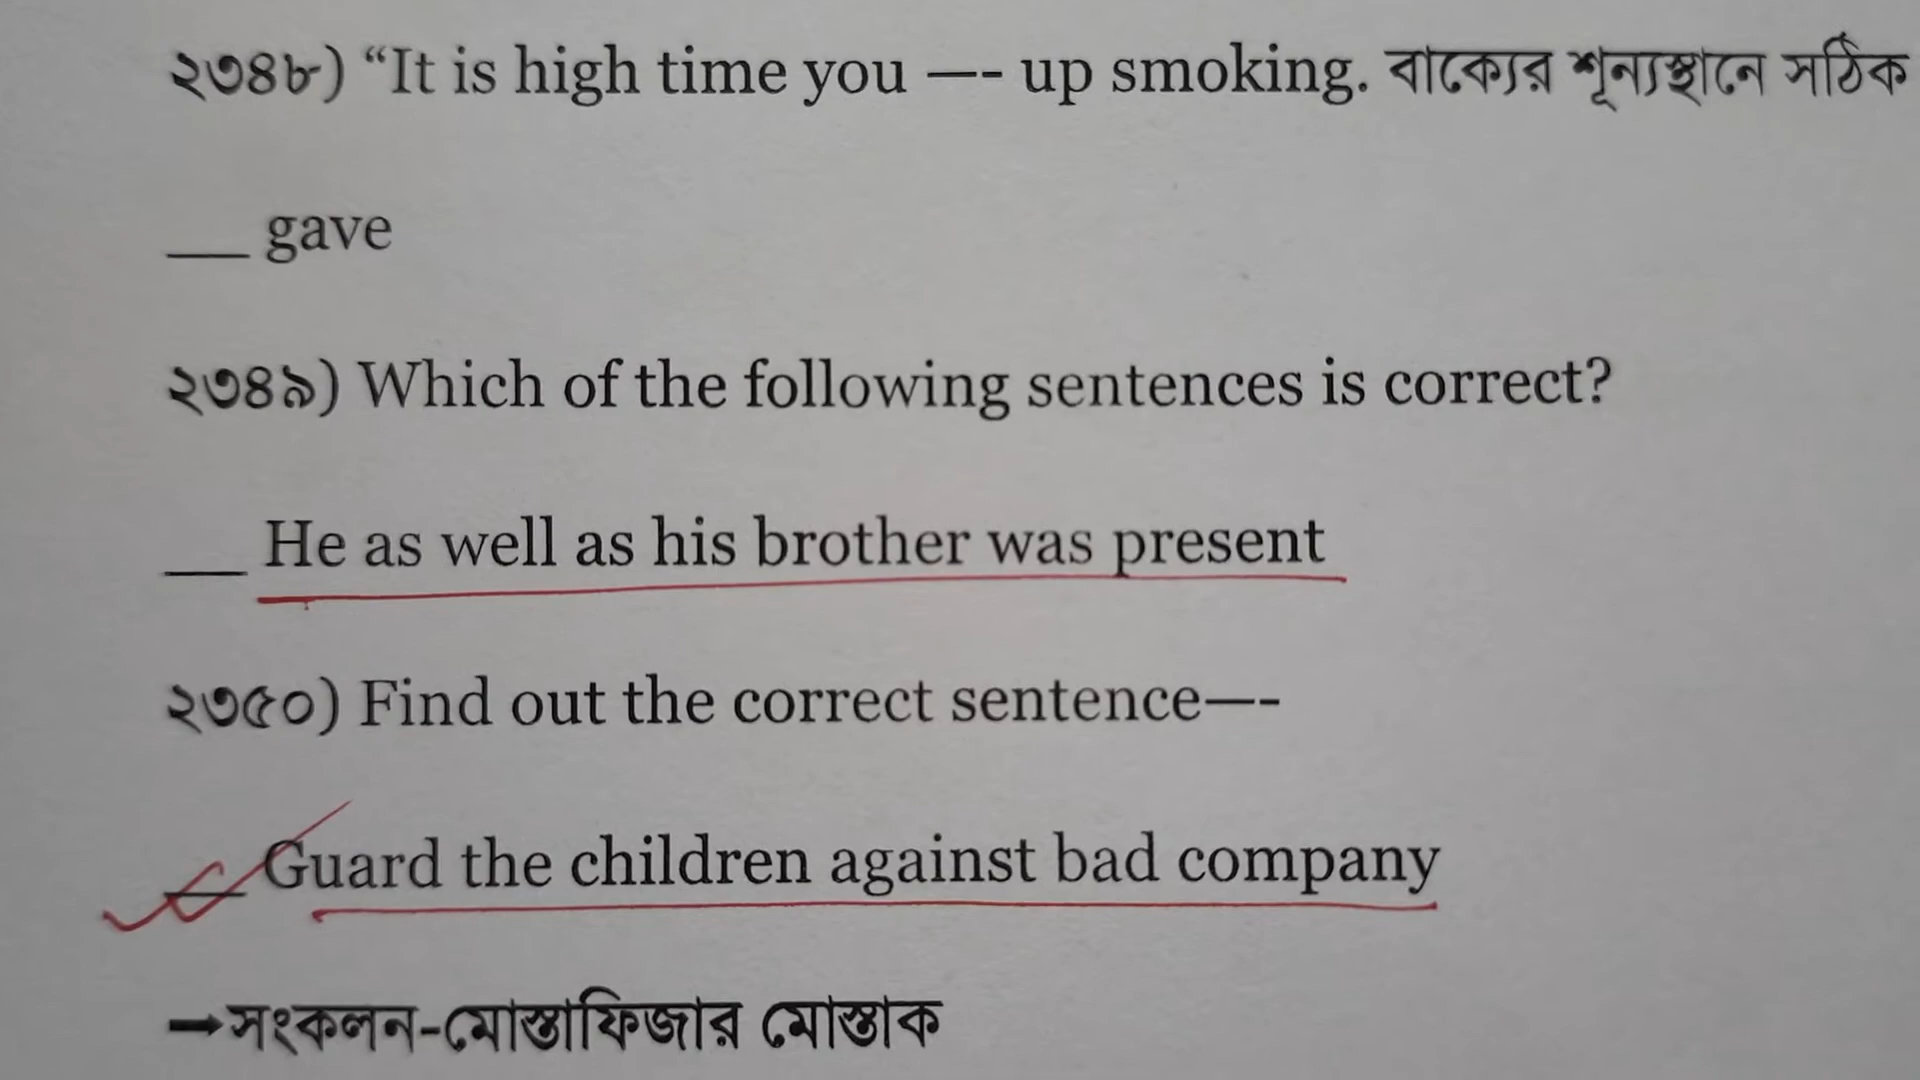 ২৩৪৮) “It is high time you —- up smoking. বাক্যের শূন্যস্থানে সঠিক
__ gave
২৩৪৯) Which of the following sentences is correct?
__ He as well as his brother was present
২৩৫০) Find out the correct sentence—-
__ Guard the children against bad company
→সংকলন-মোস্তাফিজার মোস্তাক